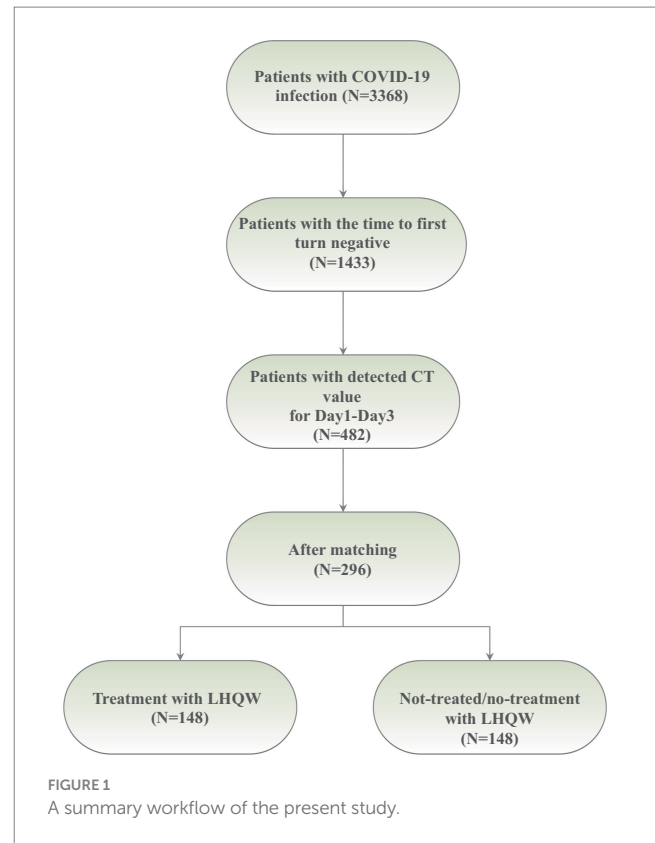 Patients with COVID-19
infection (N=3368)
Patients with the time to first
turn negative
(N=1433)
Patients with detected CT
value
for Day1-Day3
(N=482)
After matching
(N=296)
Treatment with LHQW
(N=148)
Not-treated/no-treatment
with LHQW
(N=148)
FIGURE 1
A summary workflow of the present study.